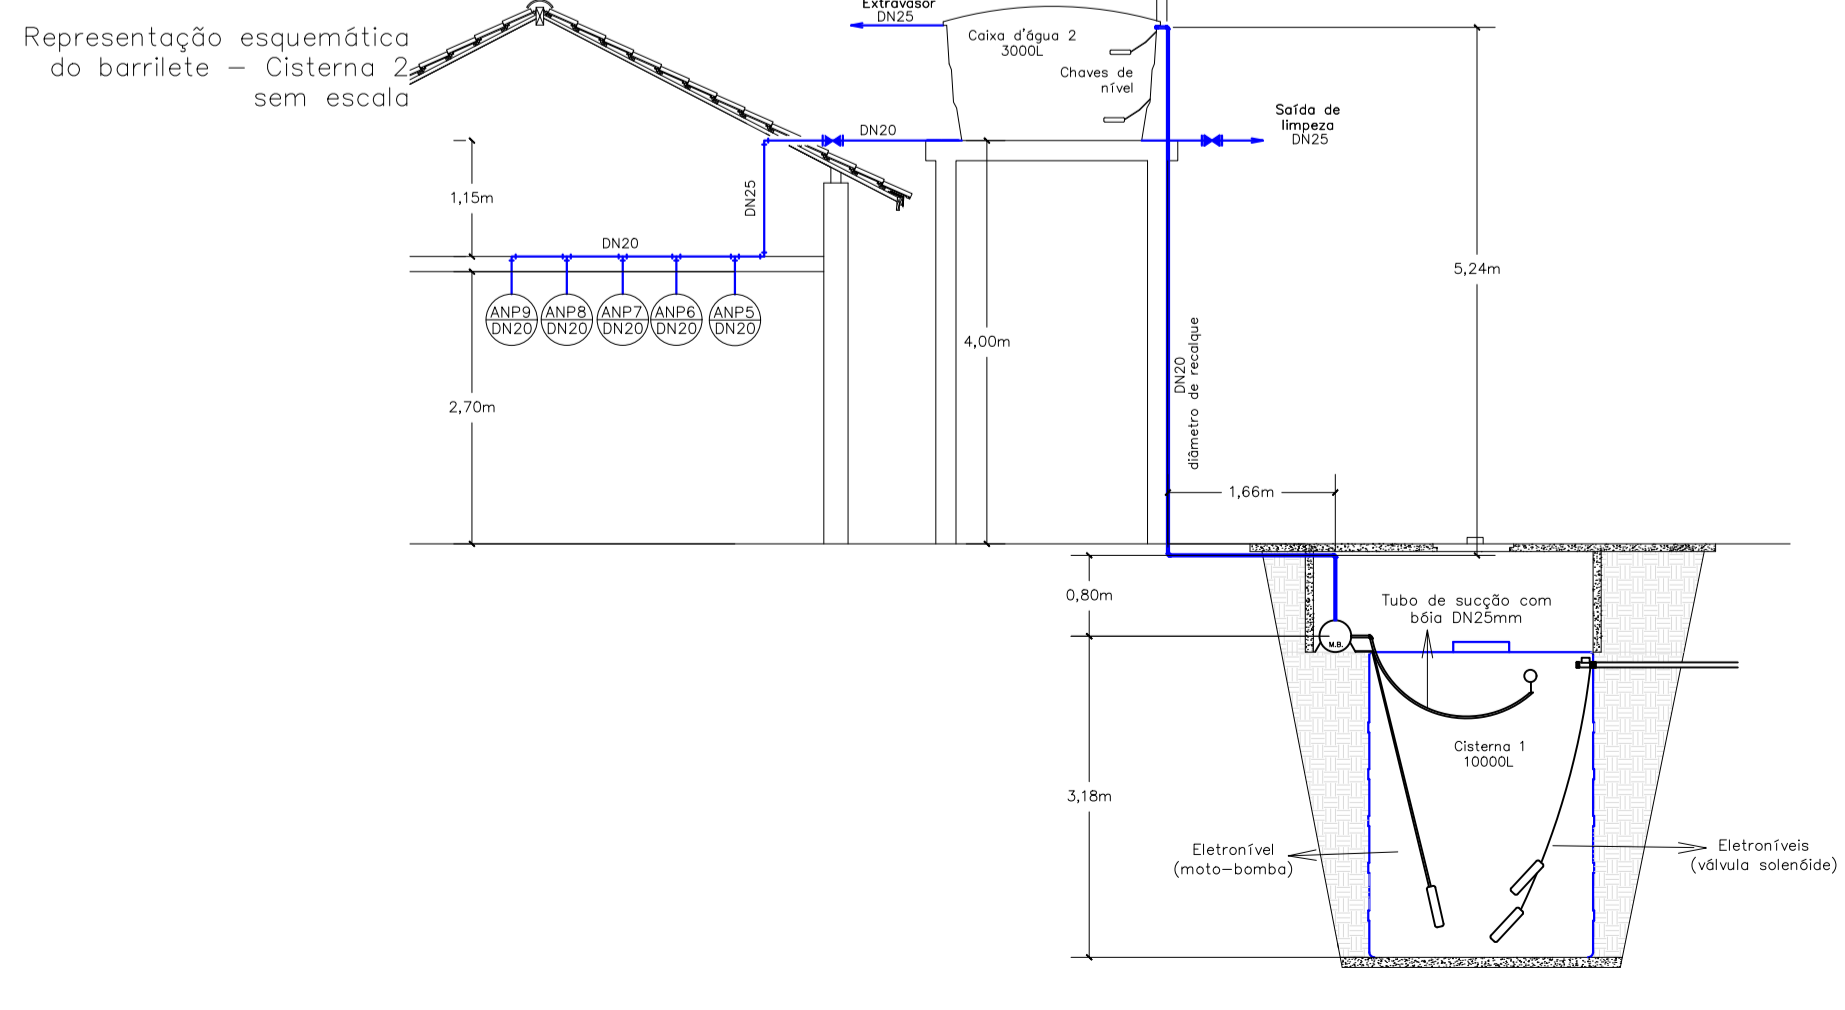 Representação esquemática
do barrilete – Cisterna 2
sem escala
Extravasor
DN25
Caixa d'água 2
3000L
Chaves de
nível
Saída de
limpeza
DN25
DN20
DN25
1,15m
DN20
ANP9
DN20
ANP8
DN20
ANP7
DN20
ANP6
DN20
ANP5
DN20
2,70m
4,00m
5,24m
DN20
diâmetro de recalque
1,66m
0,80m
Tubo de sucção com
bóia DN25mm
M.B.
Cisterna 1
10000L
3,18m
Eletronível
(moto–bomba)
Eletroníveis
(válvula solenóide)